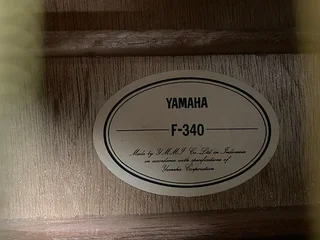 YAMAHA
F-340
Made by Y.M.M.I Co.,Ltd. in Indonesia
in accordance with specifications of
Yamaha Corporation